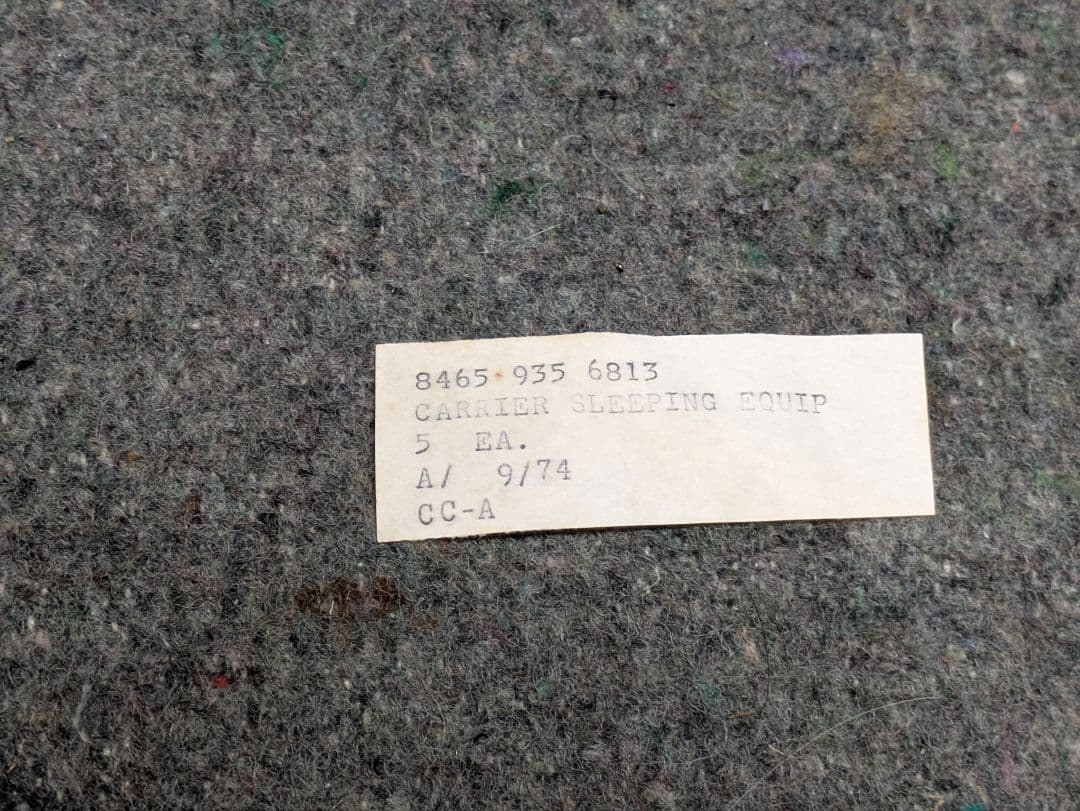 8465 935 6813
CARRIER SLEEPING EQUIP
5 EA.
A/ 9/74
CC-A